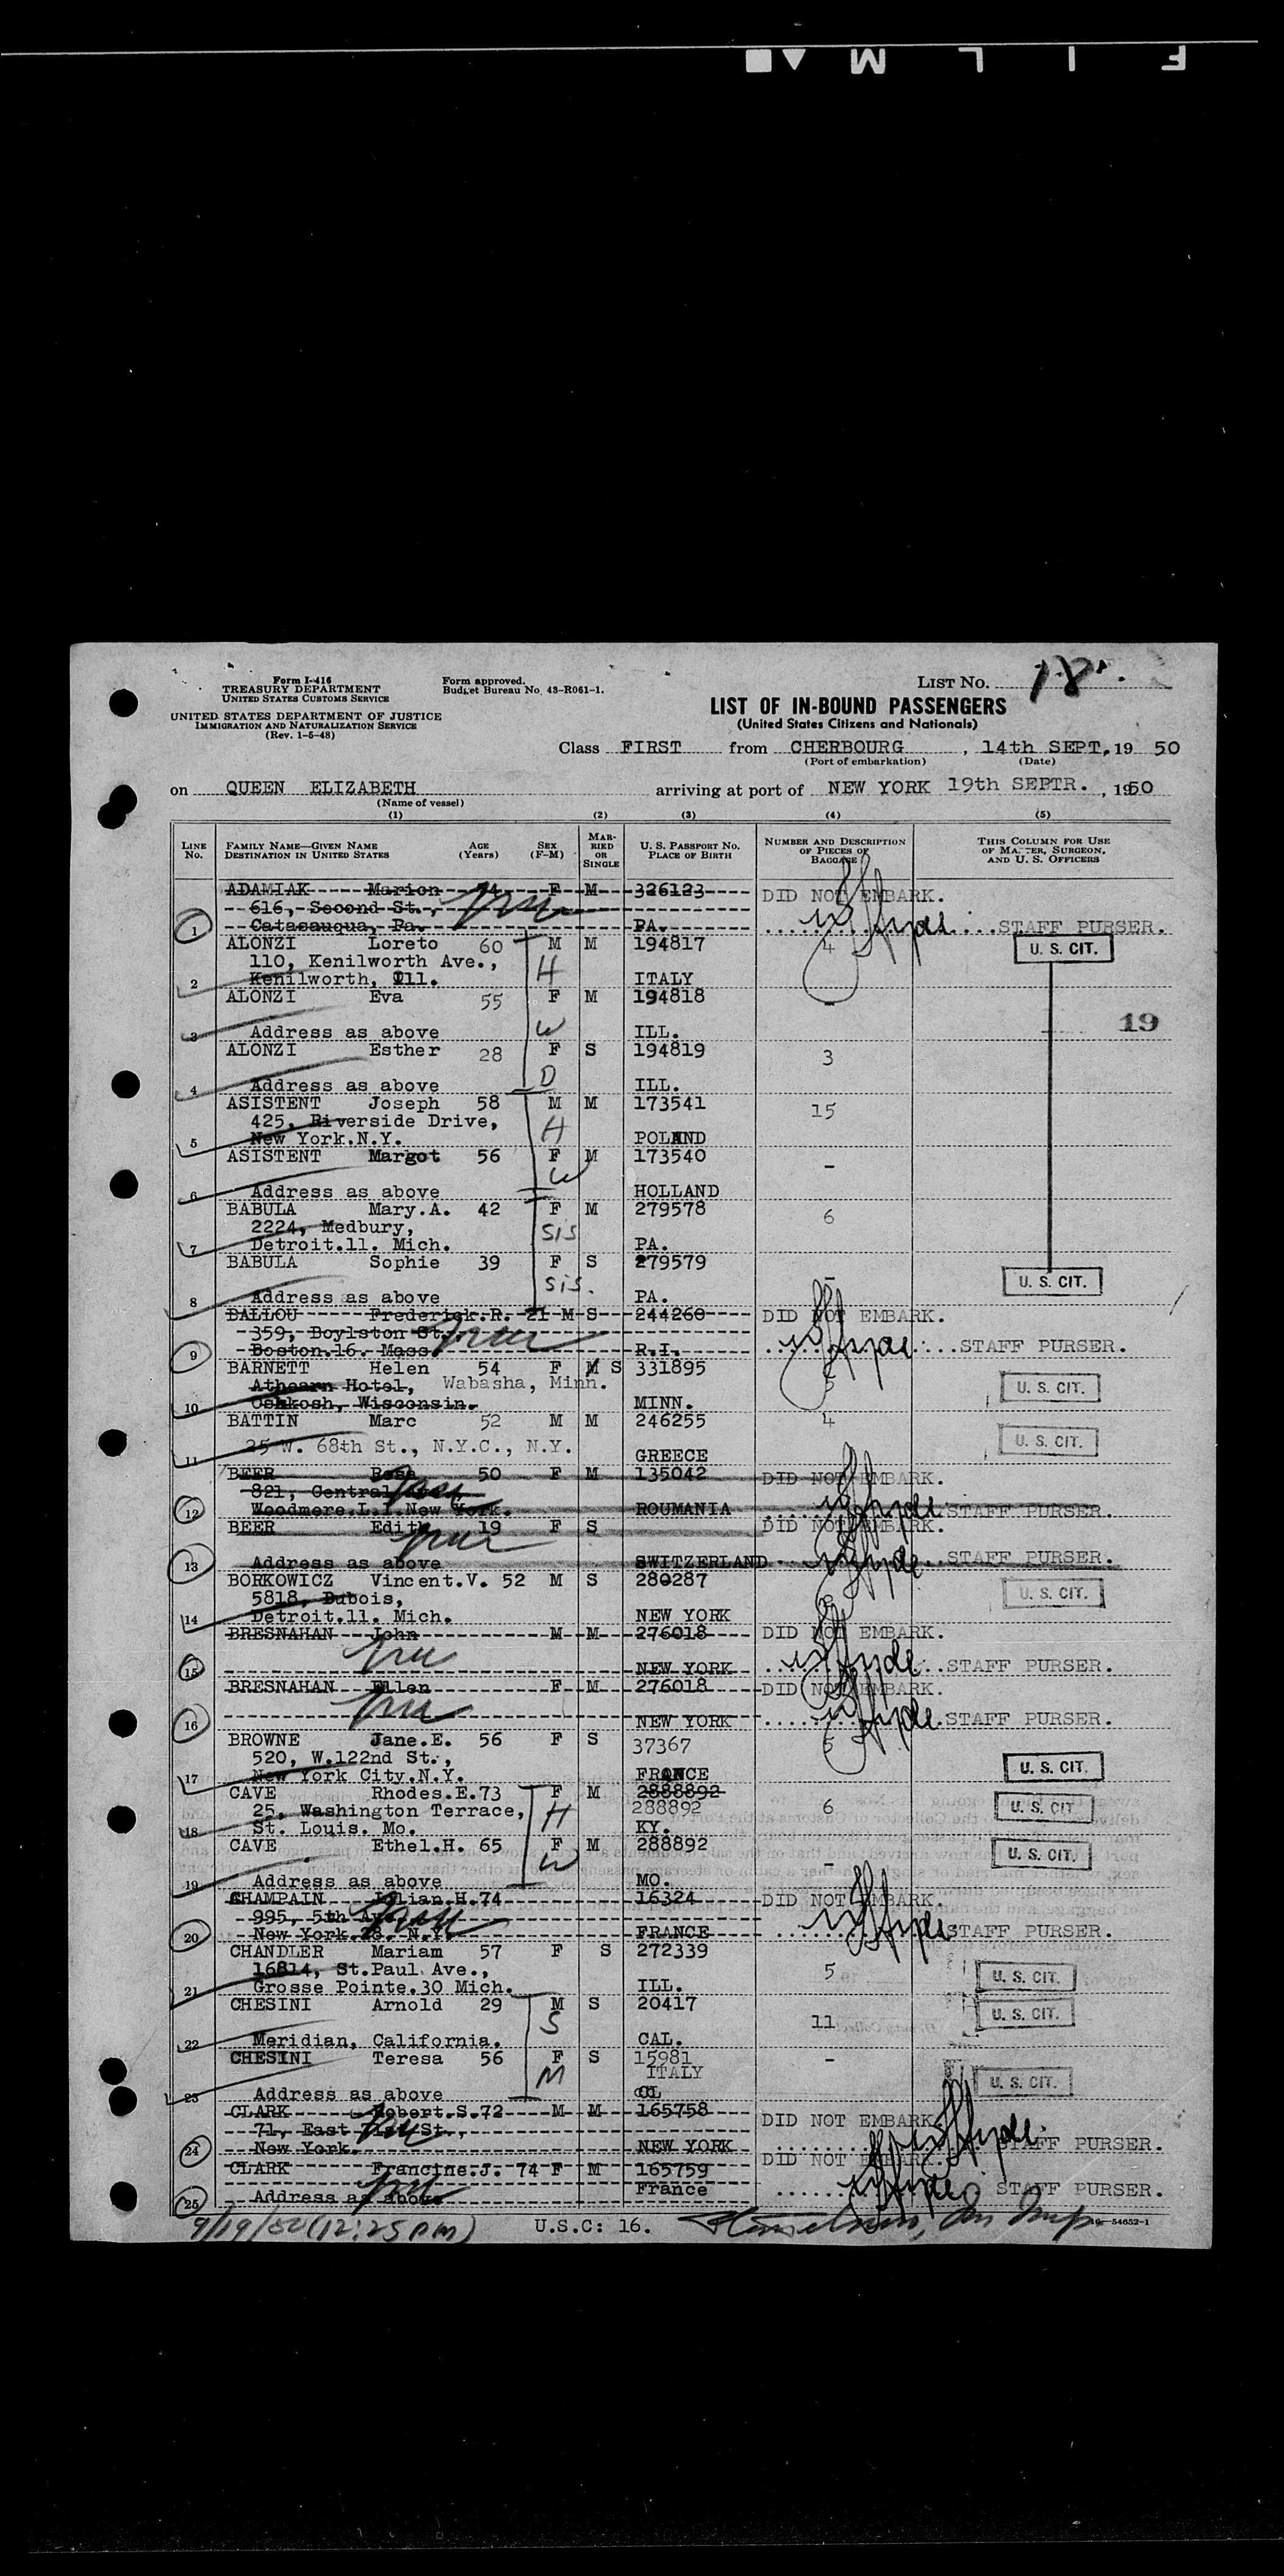 F I L M
Form I-416
TREASURY DEPARTMENT
UNITED STATES CUSTOMS SERVICE
UNITED STATES DEPARTMENT OF JUSTICE
IMMIGRATION AND NATURALIZATION SERVICE
(Rev. 1-5-48)
Form approved.
Budget Bureau No. 43-R061-1.
LIST No. 18.
LIST OF IN-BOUND PASSENGERS
(United States Citizens and Nationals)
Class FIRST from CHERBOURG, 14th SEPT, 19 50
(Port of embarkation) (Date)
on QUEEN ELIZABETH arriving at port of NEW YORK 19th SEPTR., 1950
(Name of vessel)
(1) (2) (3) (4) (5)
LINE No. FAMILY NAME—GIVEN NAME DESTINATION IN UNITED STATES AGE (Years) SEX (F-M) MARRIED OR SINGLE U. S. PASSPORT No. PLACE OF BIRTH NUMBER AND DESCRIPTION OF PIECES OF BAGGAGE THIS COLUMN FOR USE OF MASTER, SURGEON, AND U. S. OFFICERS
ADAMIAK Marion 74 F M 326123 DID NOT EMBARK.
616, Second St.,
1 Catasauqua, Pa. PA. STAFF PURSER.
ALONZI Loreto 60 M M 194817 4 U. S. CIT.
110, Kenilworth Ave., H
2 Kenilworth, Ill. ITALY
ALONZI Eva 55 F M 194818 -
W 19
3 Address as above ILL.
ALONZI Esther 28 F S 194819 3
D
4 Address as above ILL.
ASISTENT Joseph 58 M M 173541 15
425, Riverside Drive, H
5 New York.N.Y. POLAND
ASISTENT Margot 56 F M 173540 -
W
6 Address as above HOLLAND
BABULA Mary.A. 42 F M 279578 6
2224, Medbury, sis
7 Detroit.11. Mich. PA.
BABULA Sophie 39 F S 279579 -
sis. U. S. CIT.
8 Address as above PA.
BALLOU Frederick.R. 21 M S 244260 DID NOT EMBARK.
359, Boylston St.,
9 Boston.16. Mass. R.I. STAFF PURSER.
BARNETT Helen 54 F M S 331895 5 U. S. CIT.
Athearn Hotel, Wabasha, Minn.
10 Oshkosh, Wisconsin. MINN.
BATTIN Marc 52 M M 246255 4 U. S. CIT.
25 W. 68th St., N.Y.C., N.Y.
11 GREECE
BEER Rosa 50 F M 135042 DID NOT EMBARK.
821, Central
12 Woodmere.L.I.New York. ROUMANIA STAFF PURSER.
BEER Edith 19 F S DID NOT EMBARK.
13 Address as above SWITZERLAND STAFF PURSER.
BORKOWICZ Vincent.V. 52 M S 280287 U. S. CIT.
5818, Dubois,
14 Detroit.11. Mich. NEW YORK
BRESNAHAN John M M 276018 DID NOT EMBARK.
15 NEW YORK STAFF PURSER.
BRESNAHAN Ellen F M 276018 DID NOT EMBARK.
16 NEW YORK STAFF PURSER.
BROWNE Jane.E. 56 F S 37367 5
520, W.122nd St.,
17 New York City.N.Y. FRANCE U. S. CIT.
CAVE Rhodes.E.73 F M 2888892
25, Washington Terrace, H 288892 6 U. S. CIT.
18 St. Louis. Mo. KY.
CAVE Ethel.H. 65 F M 288892 - U. S. CIT.
W
19 Address as above MO.
CHAMPAIN Julian.H.74 16324 DID NOT EMBARK.
995, 5th Ave.
20 New York.28. N.Y. FRANCE STAFF PURSER.
CHANDLER Mariam 57 F S 272339 5 U. S. CIT.
16814, St.Paul Ave.,
21 Grosse Pointe.30 Mich. ILL.
CHESINI Arnold 29 M S 20417 11 U. S. CIT.
S
22 Meridian, California. CAL.
CHESINI Teresa 56 F S 15981 -
M ITALY U. S. CIT.
23 Address as above
CLARK Robert.S.72 M M 165758 DID NOT EMBARK
71, East 71st St.,
24 New York. NEW YORK STAFF PURSER.
CLARK Francine.J. 74 F M 165759 DID NOT EMBARK.
France
25 Address as above STAFF PURSER.
9/19/50 (12:25 PM) U.S.C: 16. 16—54652-1